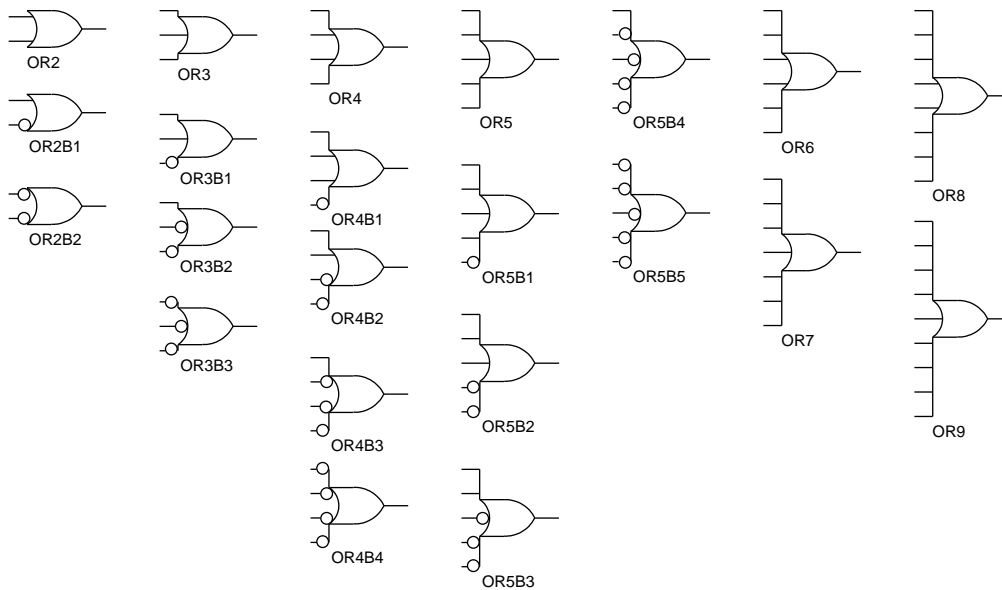 OR2
OR2B1
OR2B2
OR3
OR3B1
OR3B2
OR3B3
OR4
OR4B1
OR4B2
OR4B3
OR4B4
OR5
OR5B1
OR5B2
OR5B3
OR5B4
OR5B5
OR6
OR7
OR8
OR9